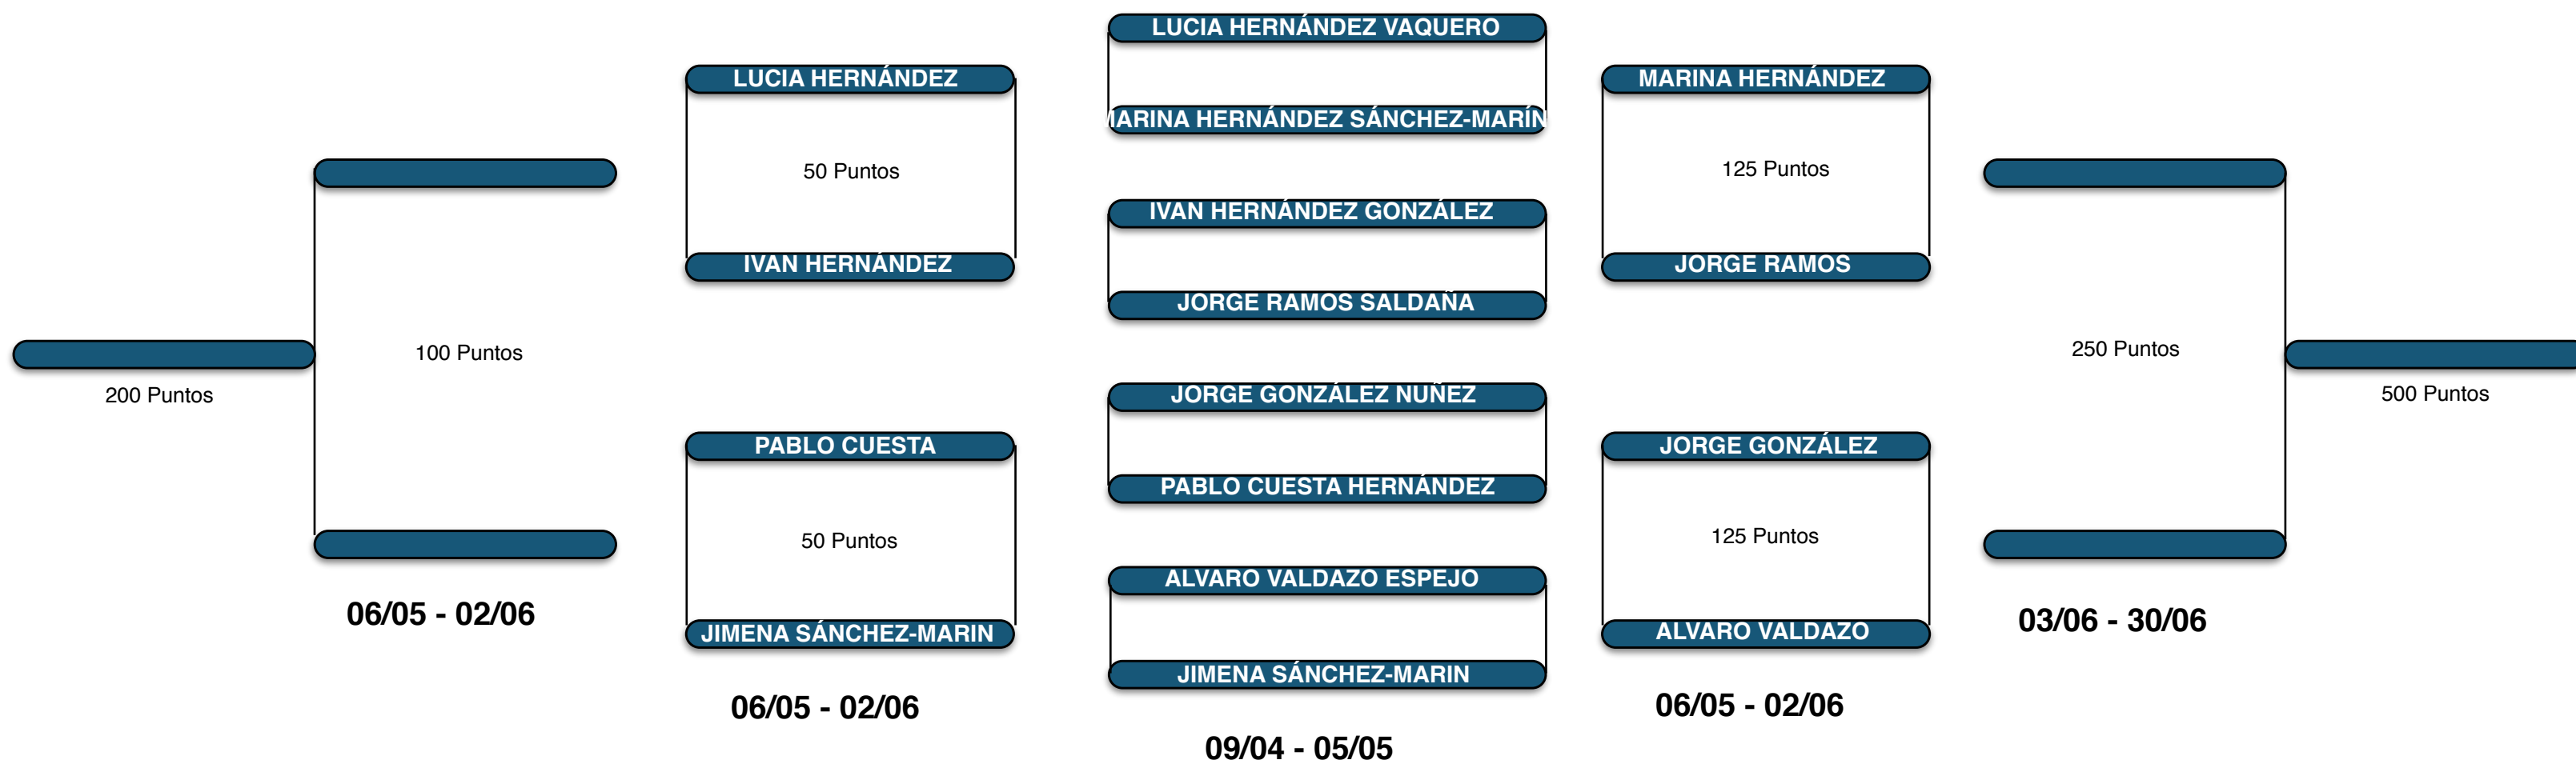 LUCIA HERNÁNDEZ VAQUERO
LUCIA HERNÁNDEZ
MARINA HERNÁNDEZ
ARINA HERNÁNDEZ SÁNCHEZ-MARÍN
50 Puntos
125 Puntos
IVAN HERNÁNDEZ GONZÁLEZ
IVAN HERNÁNDEZ
JORGE RAMOS
JORGE RAMOS SALDAÑA
100 Puntos
250 Puntos
200 Puntos
JORGE GONZÁLEZ NUÑEZ
500 Puntos
PABLO CUESTA
JORGE GONZÁLEZ
PABLO CUESTA HERNÁNDEZ
50 Puntos
125 Puntos
ALVARO VALDAZO ESPEJO
06/05 - 02/06
03/06 - 30/06
JIMENA SÁNCHEZ-MARIN
ALVARO VALDAZO
JIMENA SÁNCHEZ-MARIN
06/05 - 02/06
06/05 - 02/06
09/04 - 05/05